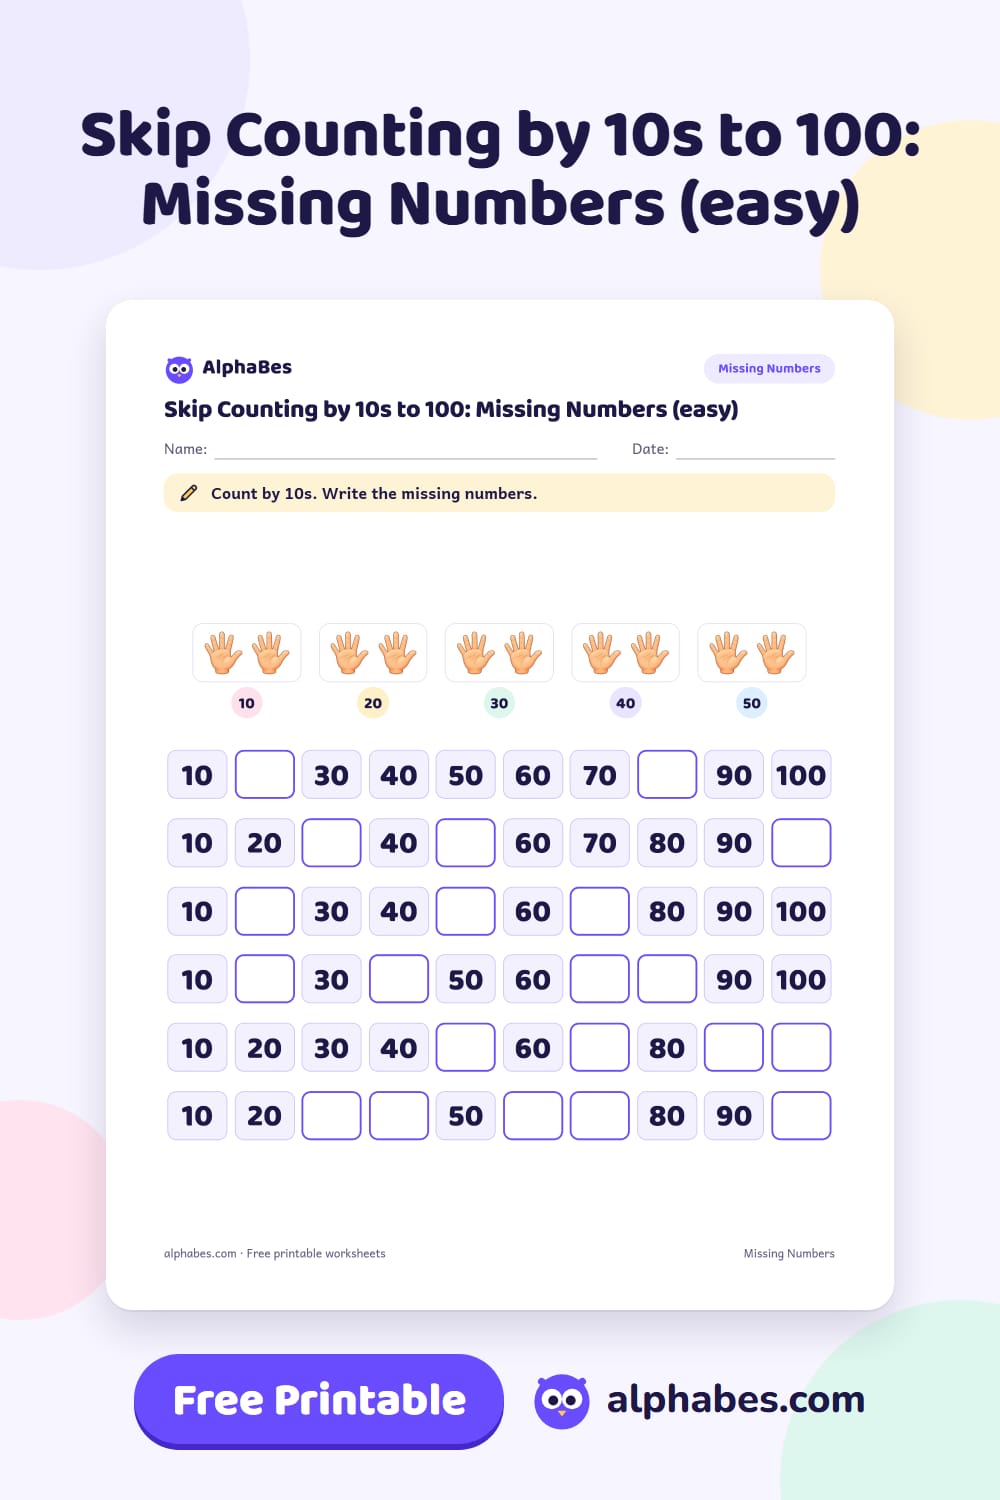 Skip Counting by 10s to 100:
Missing Numbers (easy)
AlphaBes
Missing Numbers
Skip Counting by 10s to 100: Missing Numbers (easy)
Name:
Date:
Count by 10s. Write the missing numbers.
10 20 30 40 50
10 30 40 50 60 70 90 100
10 20 40 60 70 80 90
10 30 40 60 80 90 100
10 30 50 60 90 100
10 20 30 40 60 80
10 20 50 80 90
alphabes.com · Free printable worksheets
Missing Numbers
Free Printable
alphabes.com